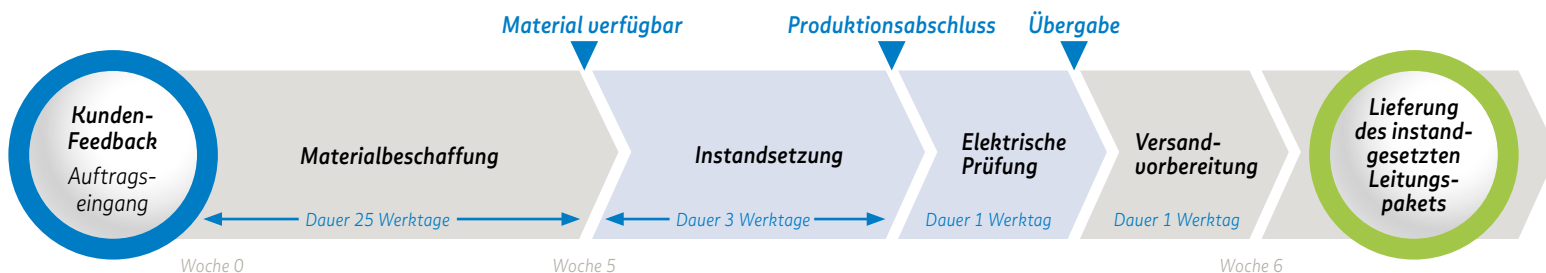 Material verfügbar
Produktionsabschluss
Übergabe
Kunden-
Feedback
Auftrags-
eingang
Materialbeschaffung
Dauer 25 Werktage
Instandsetzung
Dauer 3 Werktage
Elektrische
Prüfung
Dauer 1 Werktag
Versand-
vorbereitung
Dauer 1 Werktag
Lieferung
des instand-
gesetzten
Leitungs-
pakets
Woche 0
Woche 5
Woche 6